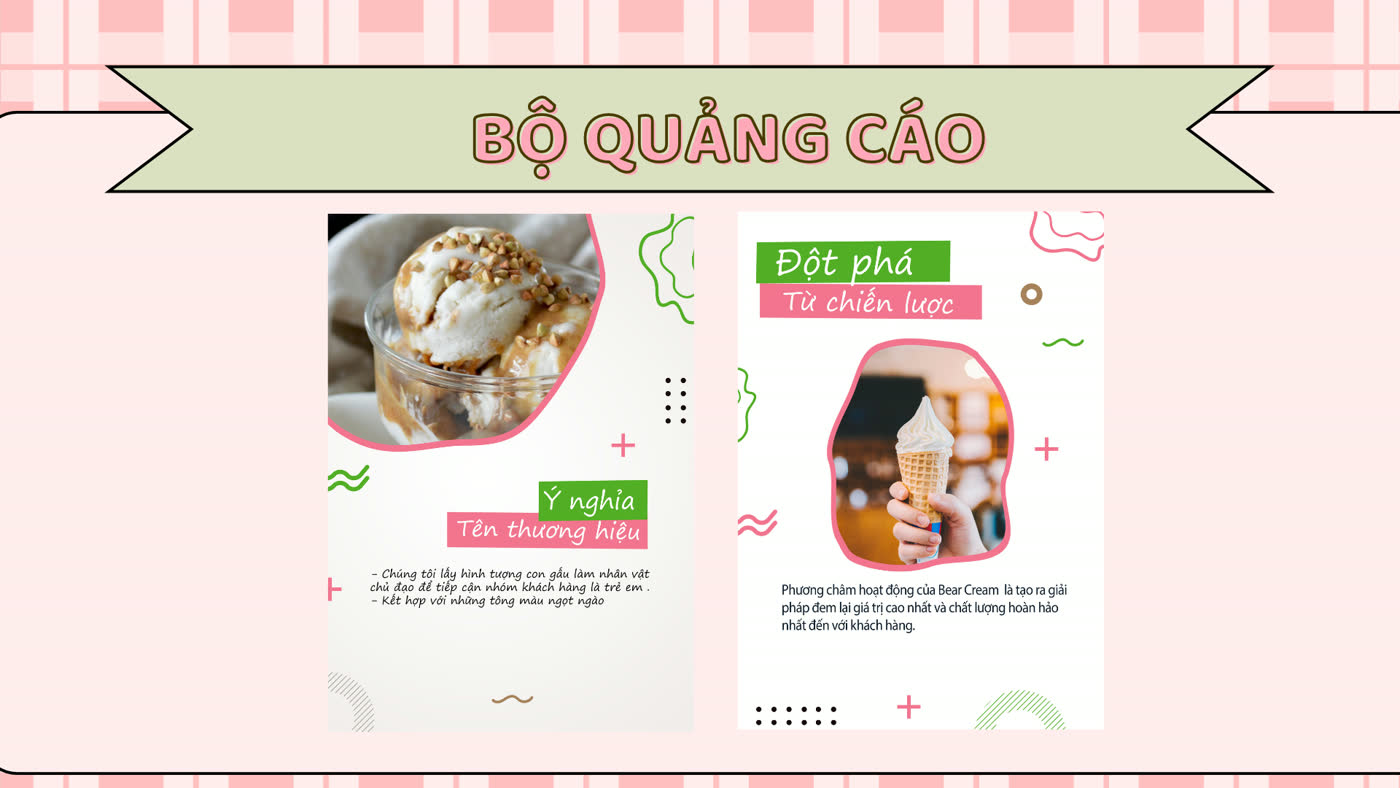 BỘ QUẢNG CÁO
Ý nghỉa
Tên thương hiệu
- Chúng tôi lấy hình tượng con gấu làm nhân vật
chủ đạo để tiếp cận nhóm khách hàng là trẻ em .
- Kết hợp với những tông màu ngọt ngào
Đột phá
Từ chiến lược
Phương châm hoạt động của Bear Cream là tạo ra giải
pháp đem lại giá trị cao nhất và chất lượng hoàn hảo
nhất đến với khách hàng.